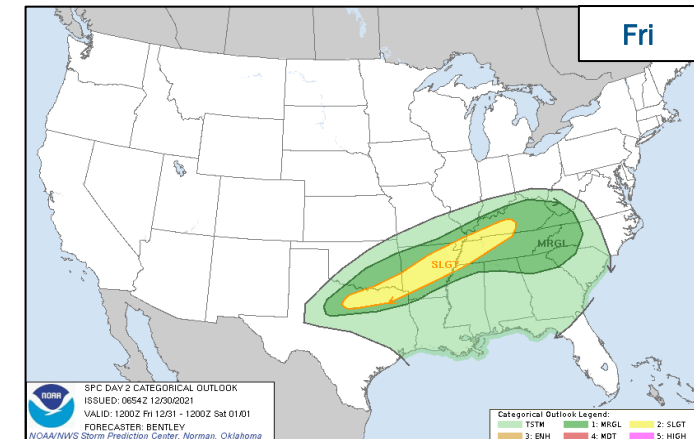 Fri
MRGL
SLGT
NOAA
SPC DAY 2 CATEGORICAL OUTLOOK
ISSUED: 0654Z 12/30/2021
VALID: 1200Z Fri 12/31 - 1200Z Sat 01/01
FORECASTER: BENTLEY
NOAA/NWS Storm Prediction Center, Norman, Oklahoma
Categorical Outlook Legend:
TSTM 1: MRGL 2: SLGT
3: ENH 4: MDT 5: HIGH